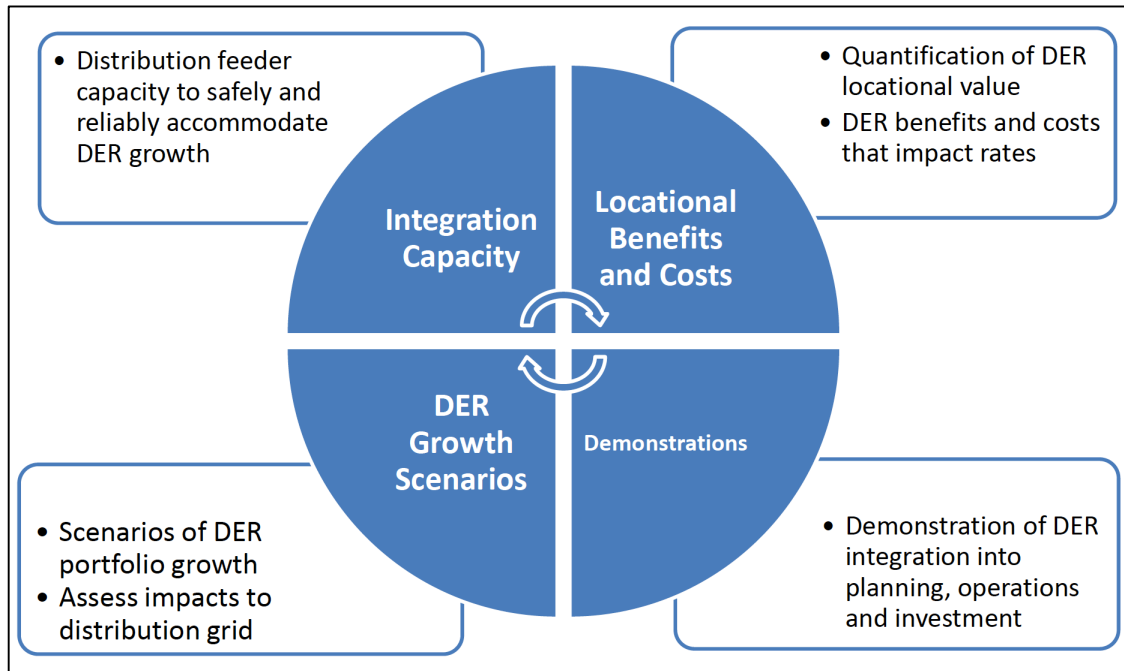 • Distribution feeder
capacity to safely and
reliably accommodate
DER growth
• Quantification of DER
locational value
• DER benefits and costs
that impact rates
Integration
Capacity
Locational
Benefits
and Costs
DER
Growth
Scenarios
Demonstrations
• Scenarios of DER
portfolio growth
• Assess impacts to
distribution grid
• Demonstration of DER
integration into
planning, operations
and investment